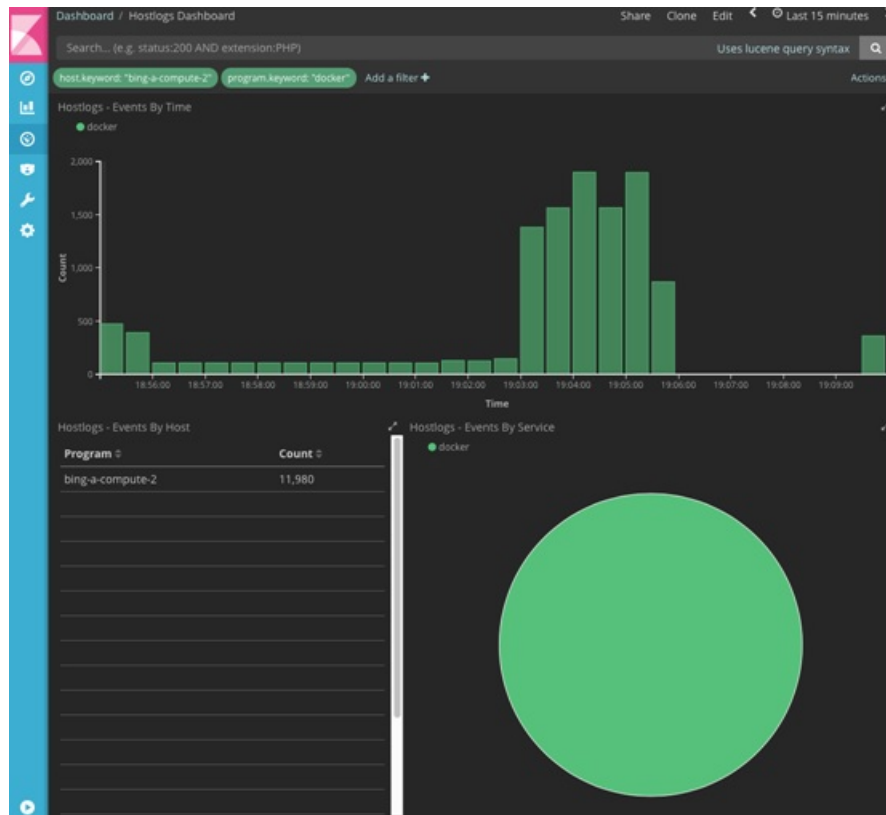 Dashboard / Hostlogs Dashboard
Share Clone Edit Last 15 minutes
Search... (e.g. status:200 AND extension:PHP)
Uses lucene query syntax
host.keyword: "bing-a-compute-2" program.keyword: "docker" Add a filter +
Actions
Hostlogs - Events By Time
docker
2,000
1,500
1,000
500
0
Count
18:56:00 18:57:00 18:58:00 18:59:00 19:00:00 19:01:00 19:02:00 19:03:00 19:04:00 19:05:00 19:06:00 19:07:00 19:08:00 19:09:00
Time
Hostlogs - Events By Host
Program Count
bing-a-compute-2 11,980
Hostlogs - Events By Service
docker